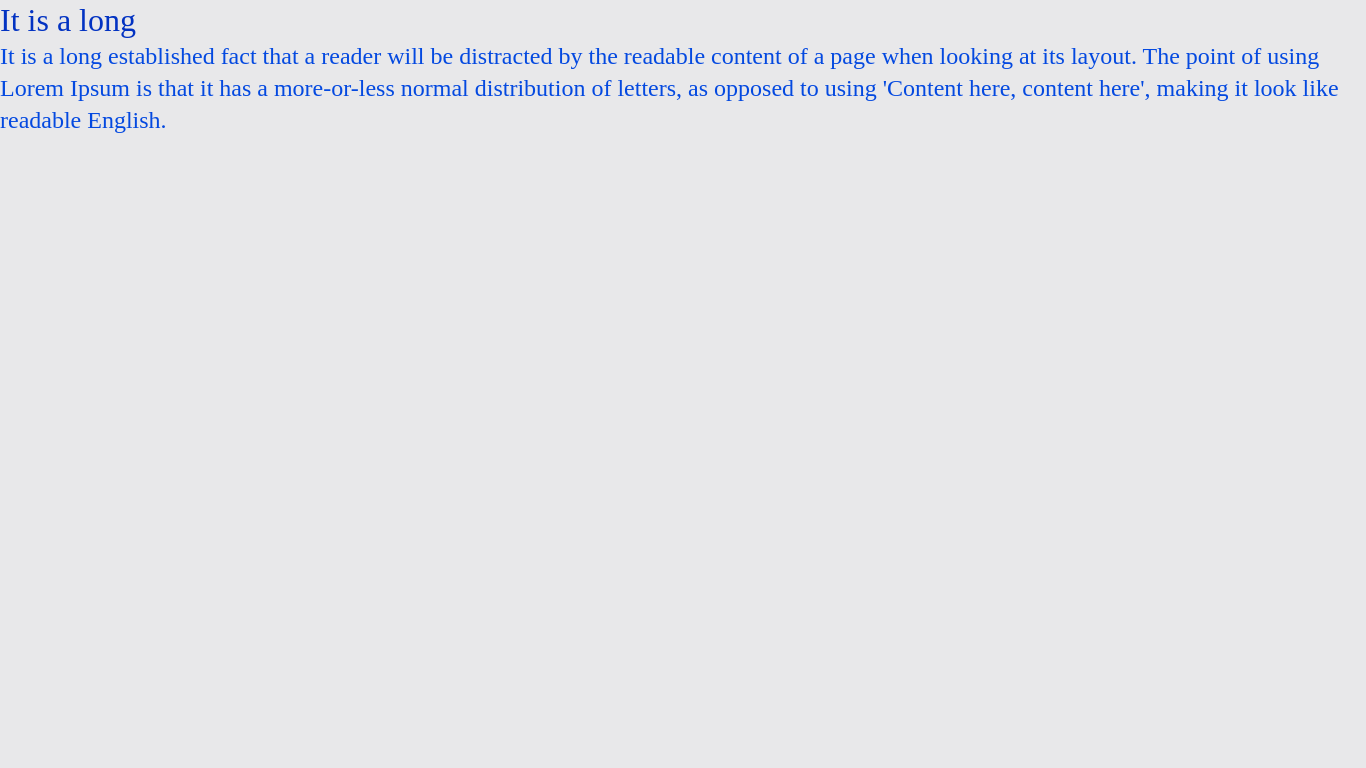 It is a long
It is a long established fact that a reader will be distracted by the readable content of a page when looking at its layout. The point of using
Lorem Ipsum is that it has a more-or-less normal distribution of letters, as opposed to using 'Content here, content here', making it look like
readable English.